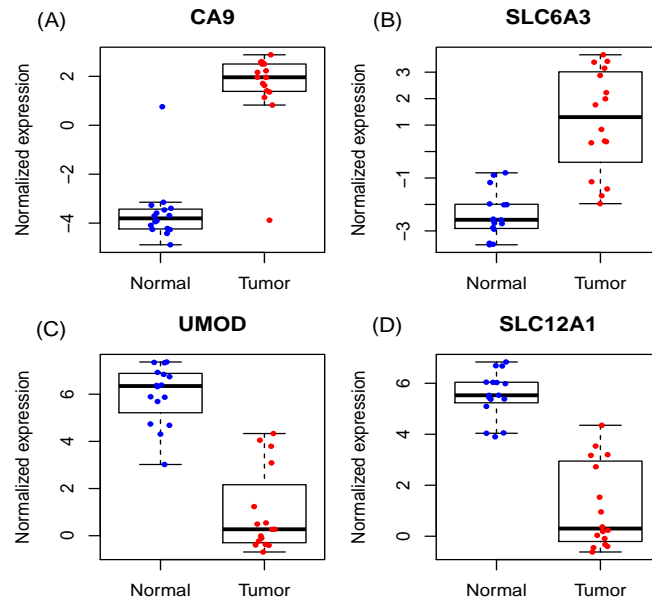 (A) CA9
Normalized expression
2
0
−2
−4
Normal Tumor
(B) SLC6A3
Normalized expression
3
1
−1
−3
Normal Tumor
(C) UMOD
Normalized expression
6
4
2
0
Normal Tumor
(D) SLC12A1
Normalized expression
6
4
2
0
Normal Tumor